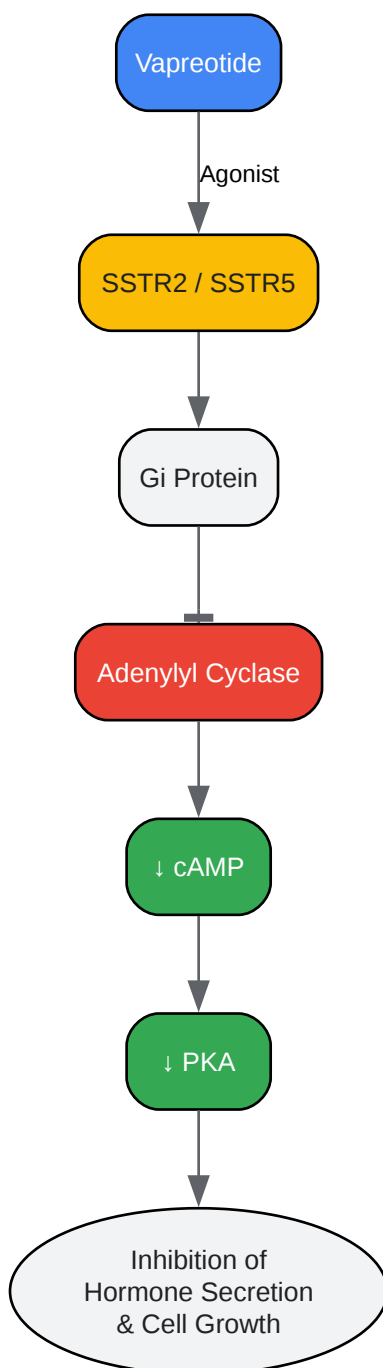 Vapreotide
Agonist
SSTR2 / SSTR5
Gi Protein
Adenylyl Cyclase
↓ cAMP
↓ PKA
Inhibition of
Hormone Secretion
& Cell Growth